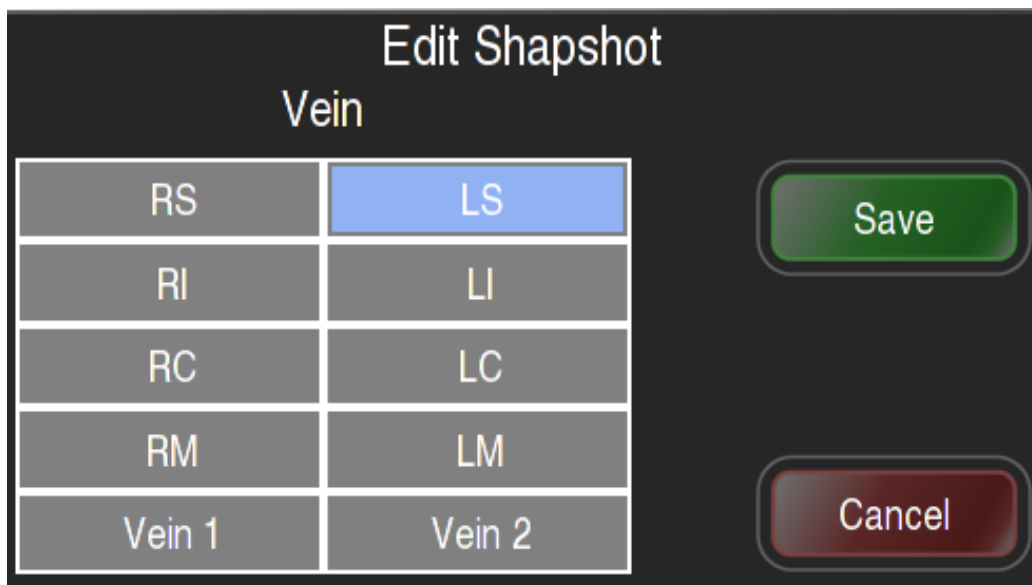 Edit Shapshot
Vein
RS LS
Save
RI LI
RC LC
RM LM
Vein 1 Vein 2
Cancel